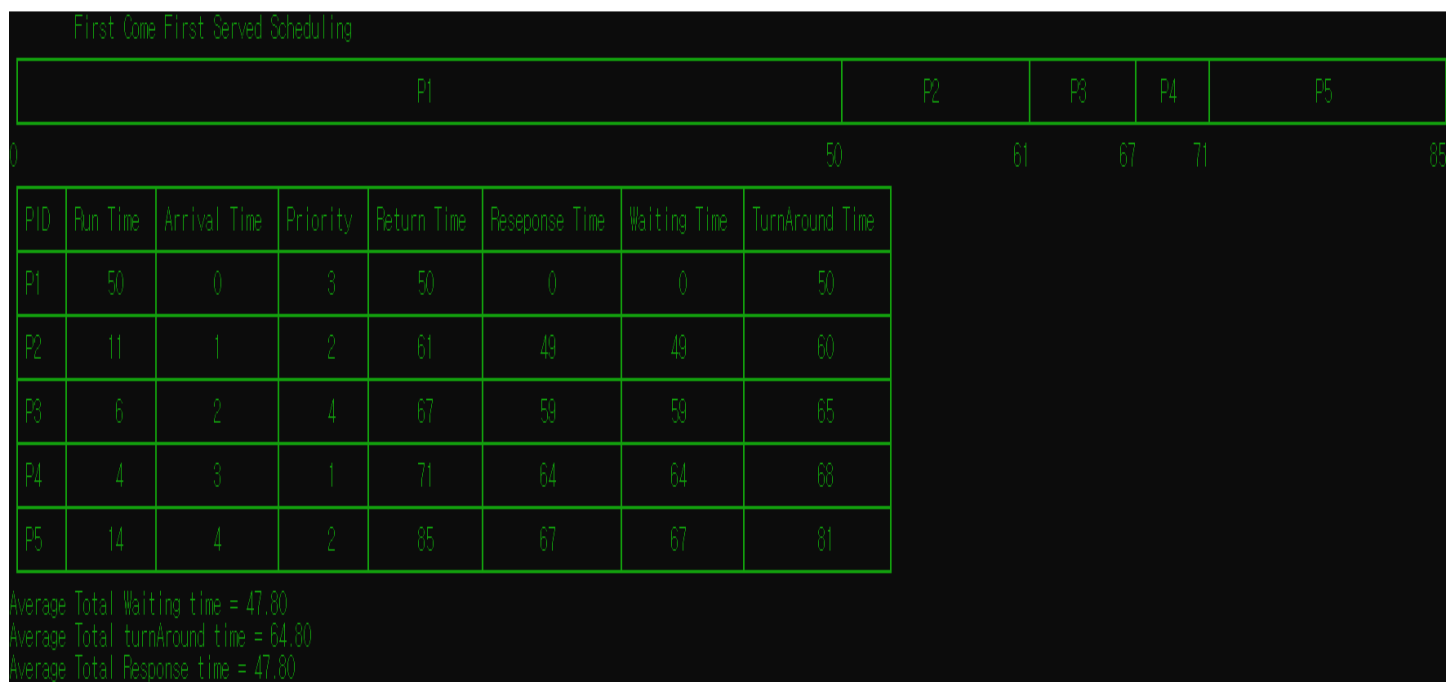 First Come First Served Scheduling
P1 P2 P3 P4 P5
0 50 61 67 71 85
PID Run Time Arrival Time Priority Return Time Reseponse Time Waiting Time TurnAround Time
P1 50 0 3 50 0 0 50
P2 11 1 2 61 49 49 60
P3 6 2 4 67 59 59 65
P4 4 3 1 71 64 64 68
P5 14 4 2 85 67 67 81
Average Total Waiting time = 47.80
Average Total turnAround time = 64.80
Average Total Response time = 47.80